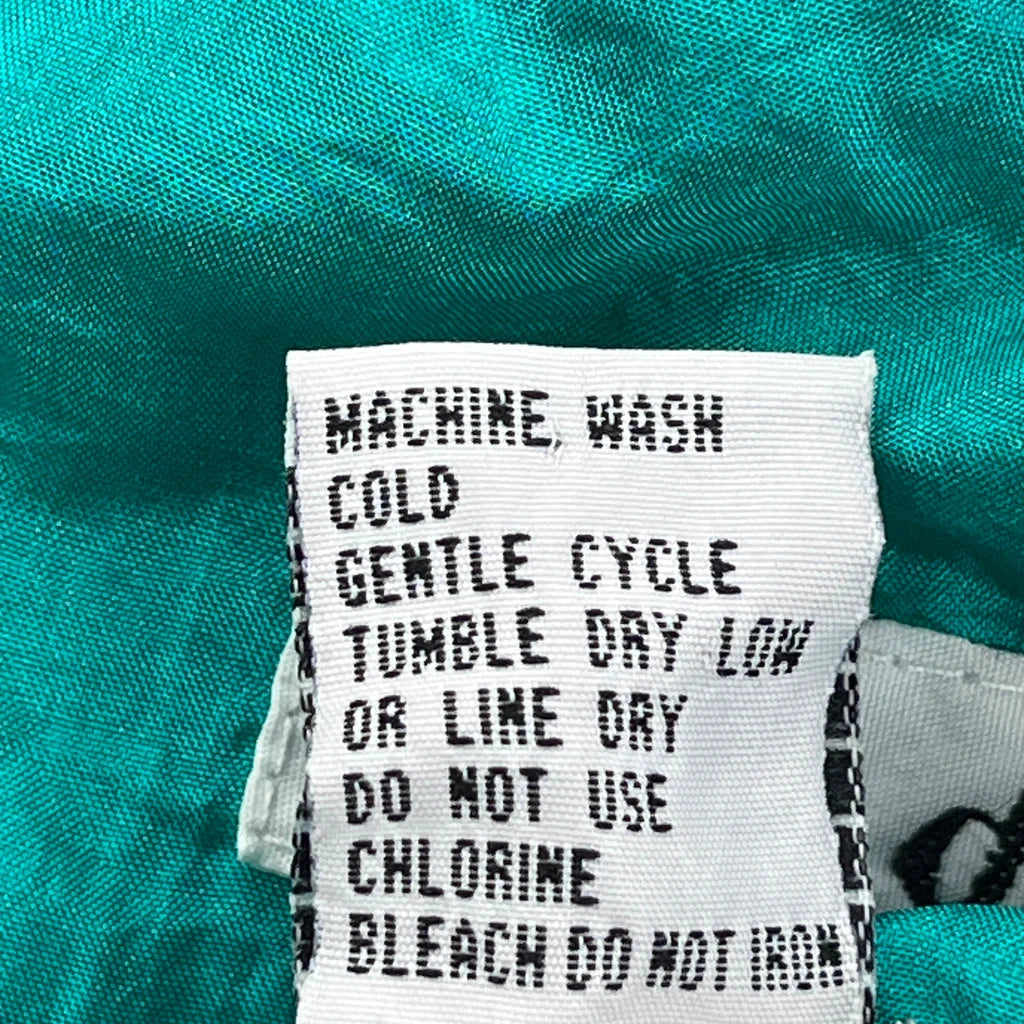 MACHINE, WASH
COLD
GENTLE CYCLE
TUMBLE DRY LOW
OR LINE DRY
DO NOT USE
CHLORINE
BLEACH DO NOT IRON